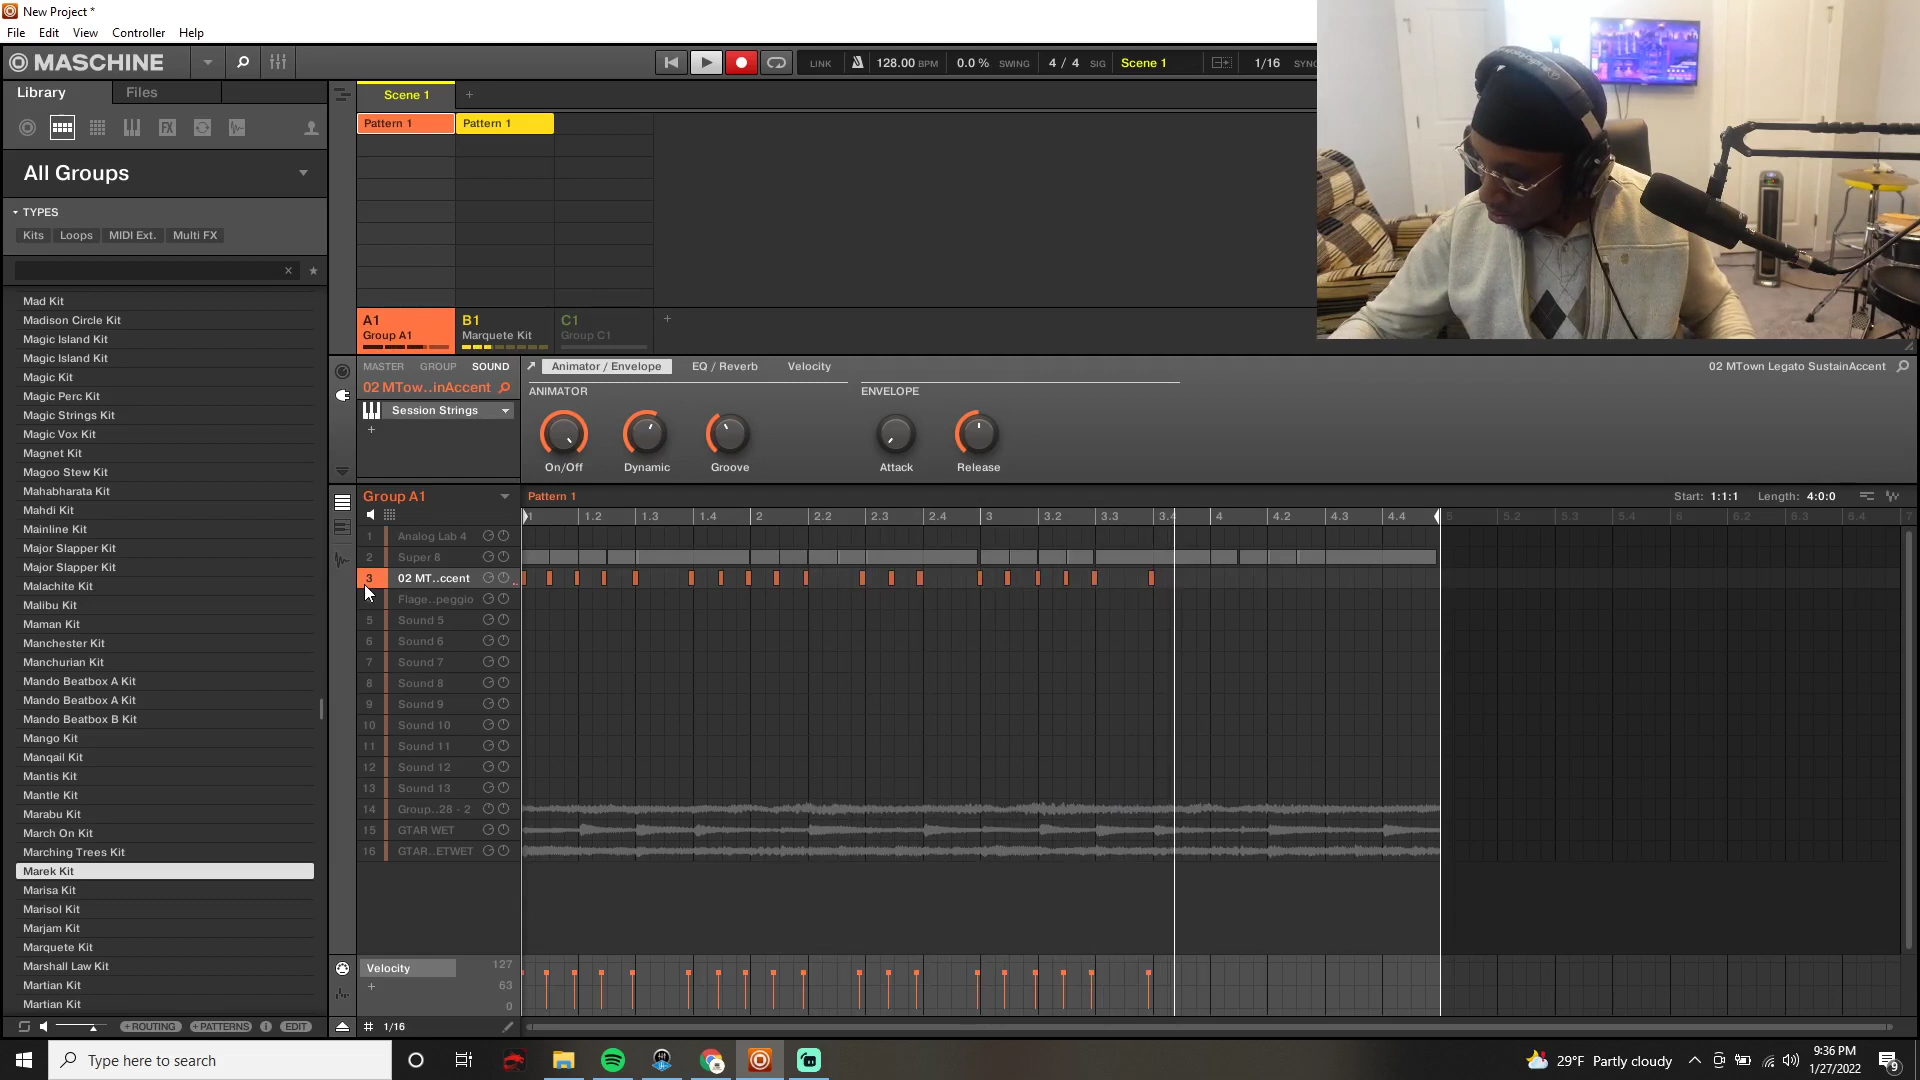 New Project *
File Edit View Controller Help
MASCHINE
LINK 128.00 BPM 0.0 % SWING 4 / 4 SIG Scene 1 1/16 SYNC
Library Files
Scene 1 +
Pattern 1 Pattern 1
All Groups
TYPES
Kits Loops MIDI Ext. Multi FX
Mad Kit
Madison Circle Kit
Magic Island Kit
Magic Island Kit
Magic Kit
Magic Perc Kit
Magic Strings Kit
Magic Vox Kit
Magnet Kit
Magoo Stew Kit
Mahabharata Kit
Mahdi Kit
Mainline Kit
Major Slapper Kit
Major Slapper Kit
Malachite Kit
Malibu Kit
Maman Kit
Manchester Kit
Manchurian Kit
Mando Beatbox A Kit
Mando Beatbox A Kit
Mando Beatbox B Kit
Mango Kit
Manqail Kit
Mantis Kit
Mantle Kit
Marabu Kit
March On Kit
Marching Trees Kit
Marek Kit
Marisa Kit
Marisol Kit
Marjam Kit
Marquete Kit
Marshall Law Kit
Martian Kit
Martian Kit
+ROUTING +PATTERNS i EDIT
A1 B1 C1 +
Group A1 Marquete Kit Group C1
MASTER GROUP SOUND Animator / Envelope EQ / Reverb Velocity 02 MTown Legato SustainAccent
02 MTow..inAccent ANIMATOR ENVELOPE
Session Strings
+
On/Off Dynamic Groove Attack Release
Group A1 Pattern 1 Start: 1:1:1 Length: 4:0:0
1 1.2 1.3 1.4 2 2.2 2.3 2.4 3 3.2 3.3 3.4 4 4.2 4.3 4.4 5 5.2 5.3 5.4 6 6.2 6.3 6.4 7
1 Analog Lab 4
2 Super 8
3 02 MT..ccent
Flage..peggio
5 Sound 5
6 Sound 6
7 Sound 7
8 Sound 8
9 Sound 9
10 Sound 10
11 Sound 11
12 Sound 12
13 Sound 13
14 Group..28 - 2
15 GTAR WET
16 GTAR..ETWET
Velocity 127
+ 63
0
1/16
Type here to search 29°F Partly cloudy 9:36 PM
1/27/2022 9